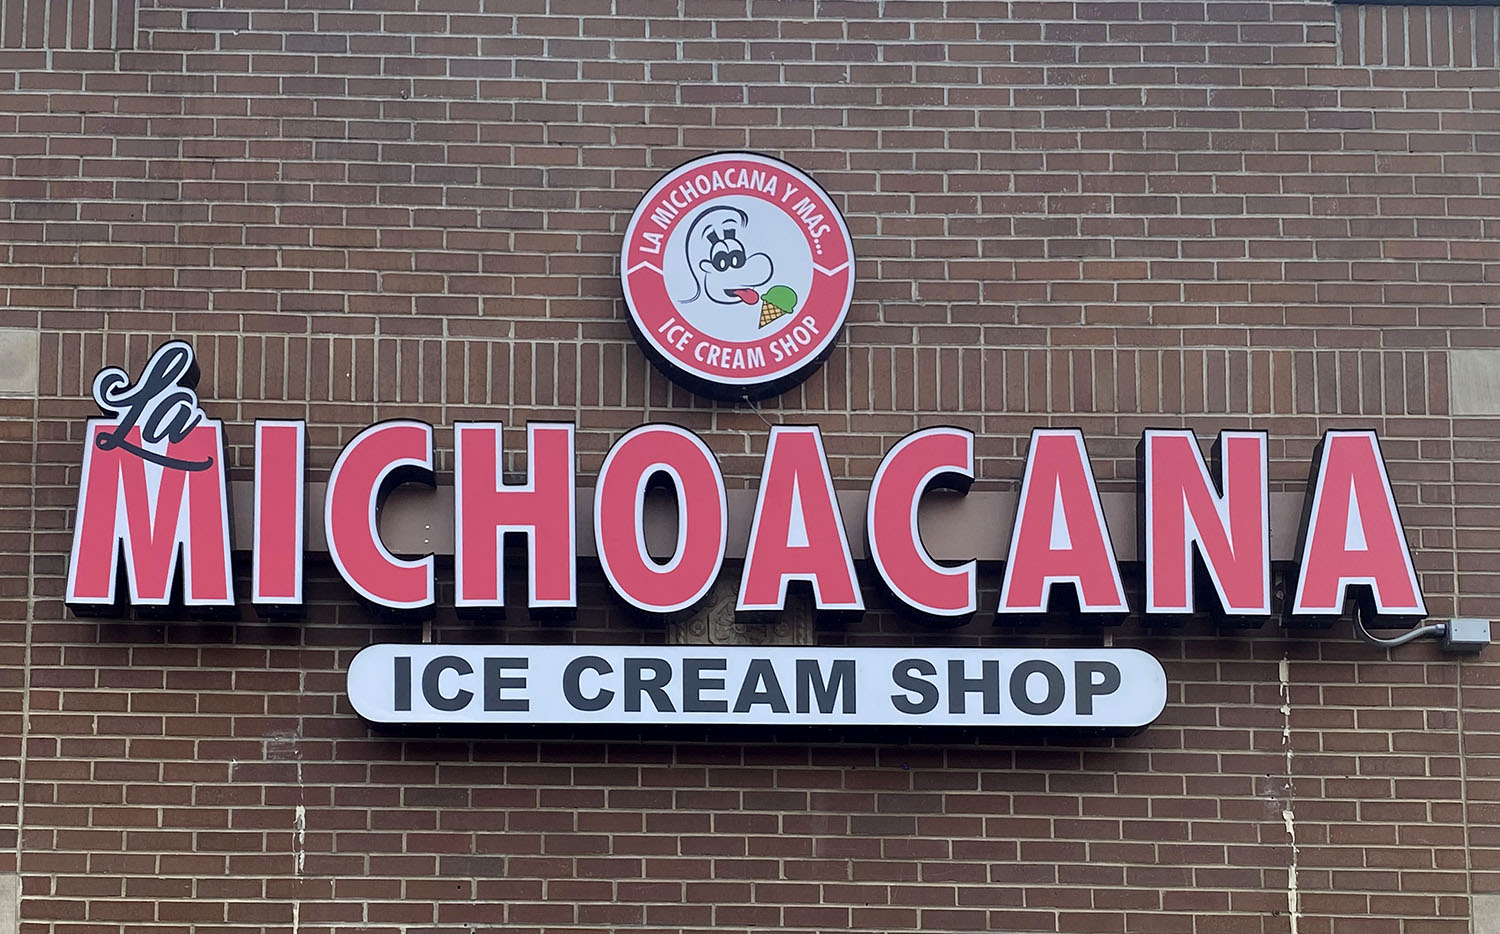 LA MICHOACANA Y MAS...
ICE CREAM SHOP
La
MICHOACANA
ICE CREAM SHOP